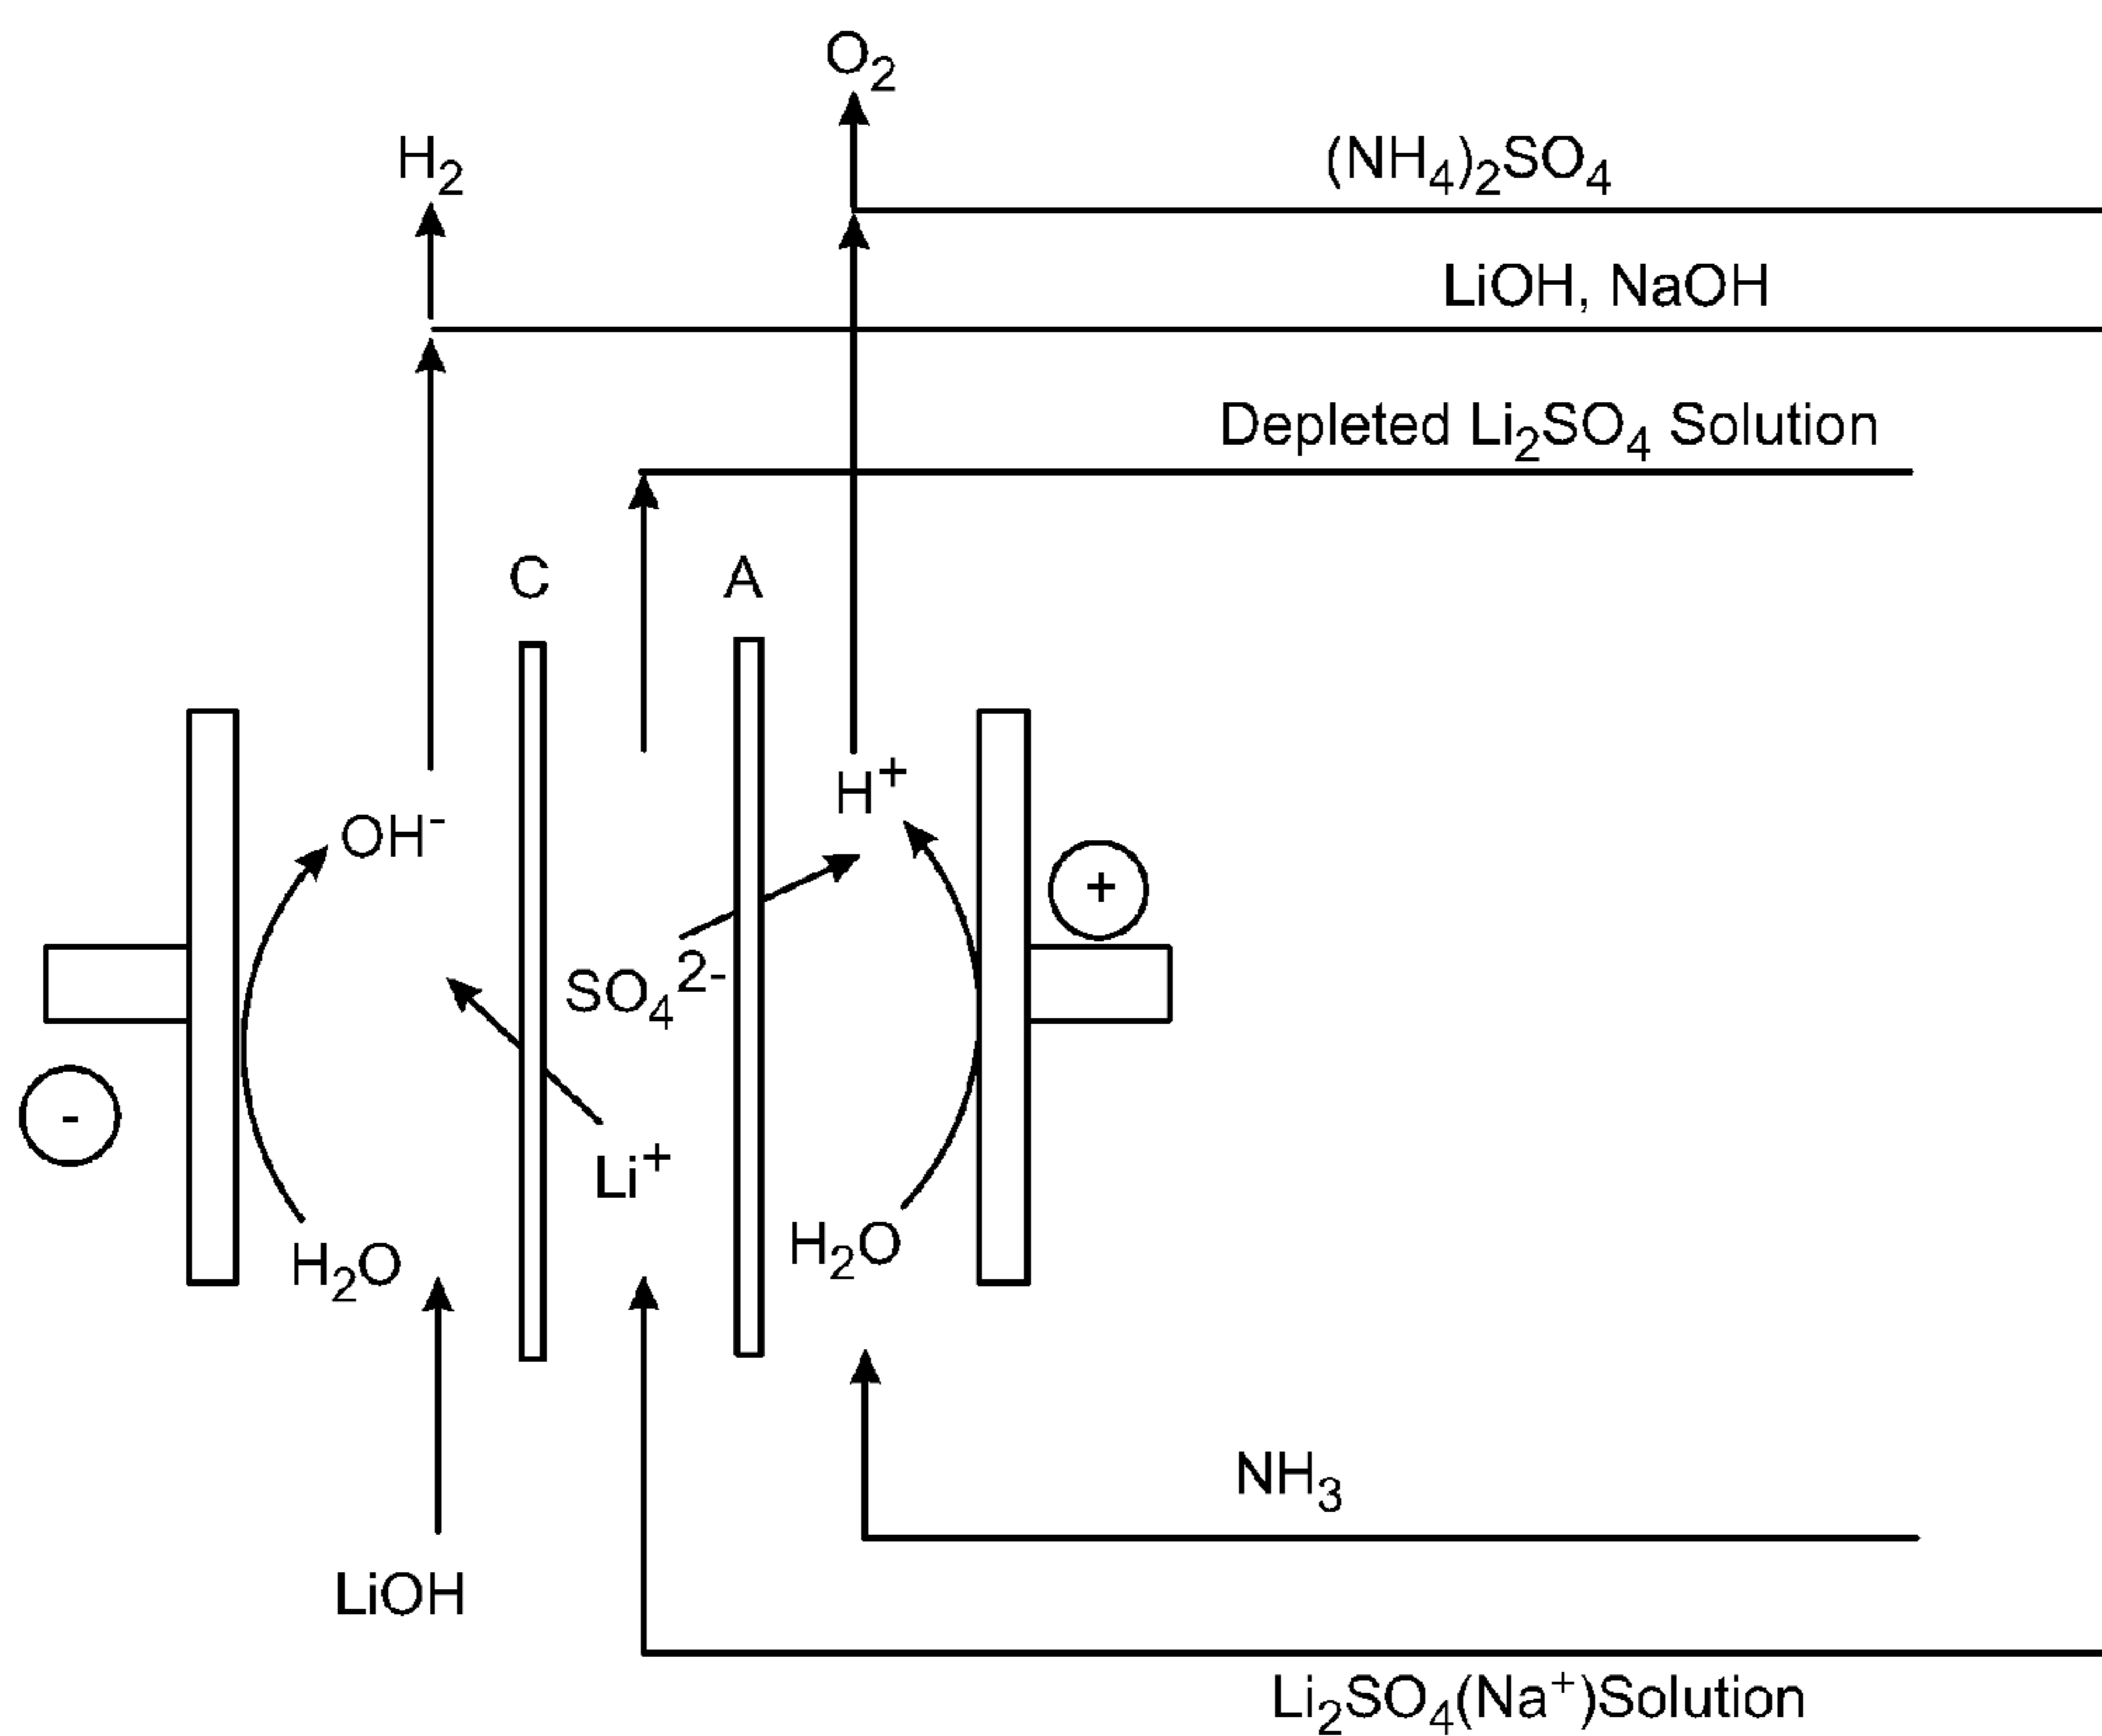 O₂
H₂
(NH₄)₂SO₄
LiOH, NaOH
Depleted Li₂SO₄ Solution
C
A
H⁺
OH⁻
+
SO₄²⁻
-
Li⁺
H₂O
H₂O
NH₃
LiOH
Li₂SO₄(Na⁺)Solution